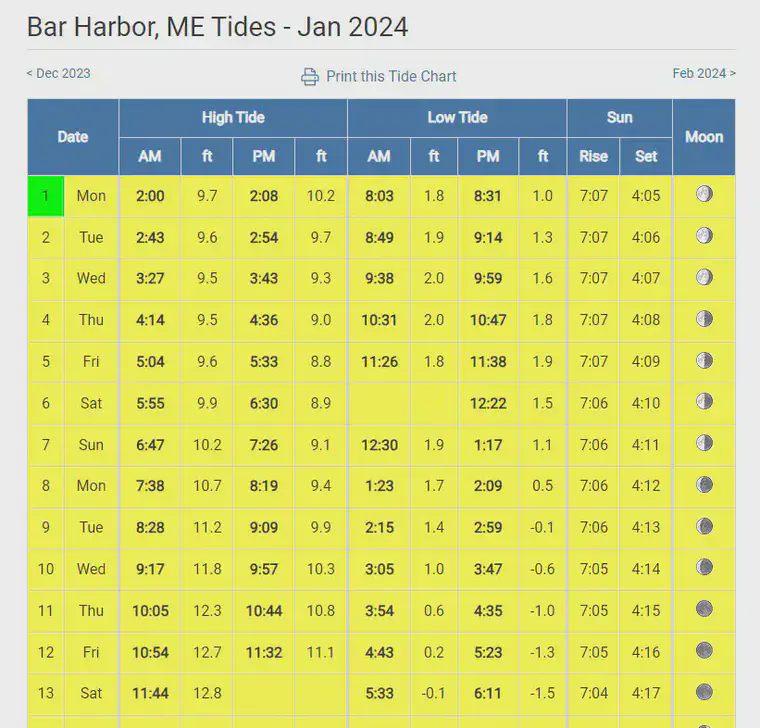 Bar Harbor, ME Tides - Jan 2024
< Dec 2023 Print this Tide Chart Feb 2024 >
Date High Tide Low Tide Sun Moon
AM ft PM ft AM ft PM ft Rise Set
1 Mon 2:00 9.7 2:08 10.2 8:03 1.8 8:31 1.0 7:07 4:05
2 Tue 2:43 9.6 2:54 9.7 8:49 1.9 9:14 1.3 7:07 4:06
3 Wed 3:27 9.5 3:43 9.3 9:38 2.0 9:59 1.6 7:07 4:07
4 Thu 4:14 9.5 4:36 9.0 10:31 2.0 10:47 1.8 7:07 4:08
5 Fri 5:04 9.6 5:33 8.8 11:26 1.8 11:38 1.9 7:07 4:09
6 Sat 5:55 9.9 6:30 8.9 12:22 1.5 7:06 4:10
7 Sun 6:47 10.2 7:26 9.1 12:30 1.9 1:17 1.1 7:06 4:11
8 Mon 7:38 10.7 8:19 9.4 1:23 1.7 2:09 0.5 7:06 4:12
9 Tue 8:28 11.2 9:09 9.9 2:15 1.4 2:59 -0.1 7:06 4:13
10 Wed 9:17 11.8 9:57 10.3 3:05 1.0 3:47 -0.6 7:05 4:14
11 Thu 10:05 12.3 10:44 10.8 3:54 0.6 4:35 -1.0 7:05 4:15
12 Fri 10:54 12.7 11:32 11.1 4:43 0.2 5:23 -1.3 7:05 4:16
13 Sat 11:44 12.8 5:33 -0.1 6:11 -1.5 7:04 4:17